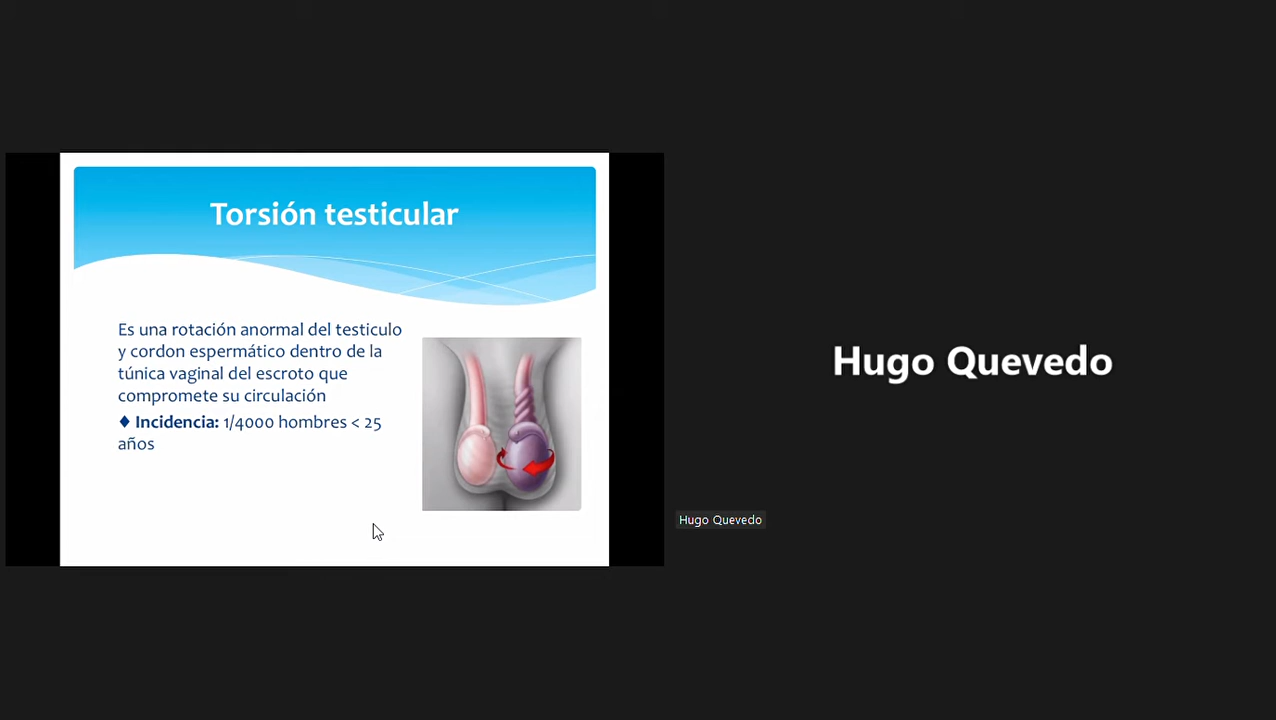 Torsión testicular
Es una rotación anormal del testiculo
y cordon espermático dentro de la
túnica vaginal del escroto que
compromete su circulación
♦ Incidencia: 1/4000 hombres < 25
años
Hugo Quevedo
Hugo Quevedo